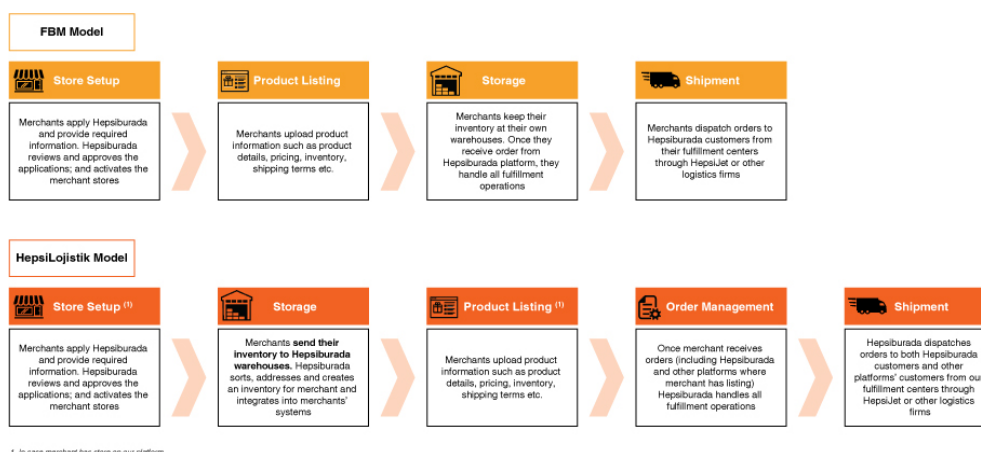 FBM Model
Store Setup
Merchants apply Hepsiburada
and provide required
information. Hepsiburada
reviews and approves the
applications; and activates the
merchant stores
Product Listing
Merchants upload product
information such as product
details, pricing, inventory,
shipping terms etc.
Storage
Merchants keep their
inventory at their own
warehouses. Once they
receive order from
Hepsiburada platform, they
handle all fulfillment
operations
Shipment
Merchants dispatch orders to
Hepsiburada customers from
their fulfillment centers
through HepsiJet or other
logistics firms
HepsiLojistik Model
Store Setup (1)
Merchants apply Hepsiburada
and provide required
information. Hepsiburada
reviews and approves the
applications; and activates the
merchant stores
Storage
Merchants send their
inventory to Hepsiburada
warehouses. Hepsiburada
sorts, addresses and creates
an inventory for merchant and
integrates into merchants'
systems
Product Listing (1)
Merchants upload product
information such as product
details, pricing, inventory,
shipping terms etc.
Order Management
Once merchant receives
orders (including Hepsiburada
and other platforms where
merchant has listing)
Hepsiburada handles all
fulfillment operations
Shipment
Hepsiburada dispatches
orders to both Hepsiburada
customers and other
platforms' customers from ou
fulfillment centers through
HepsiJet or other logistics
firms